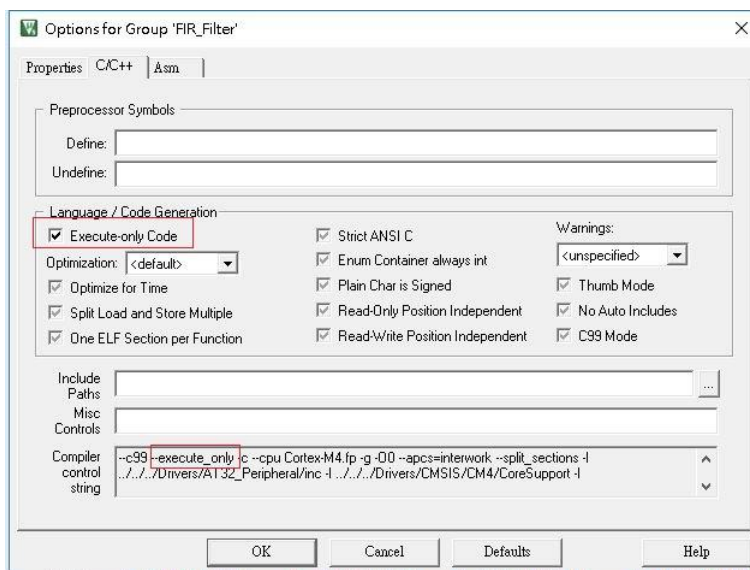 Options for Group 'FIR_Filter'
Properties C/C++ Asm
Preprocessor Symbols
Define:
Undefine:
Language / Code Generation
Execute-only Code Strict ANSI C Warnings:
Optimization: <default> Enum Container always int <unspecified>
Optimize for Time Plain Char is Signed Thumb Mode
Split Load and Store Multiple Read-Only Position Independent No Auto Includes
One ELF Section per Function Read-Write Position Independent C99 Mode
Include Paths ...
Misc Controls
Compiler control string
--c99 --execute_only -c --cpu Cortex-M4.fp -g -O0 --apcs=interwork --split_sections -I
../../../Drivers/AT32_Peripheral/inc -I ../../../Drivers/CMSIS/CM4/CoreSupport -I
OK Cancel Defaults Help